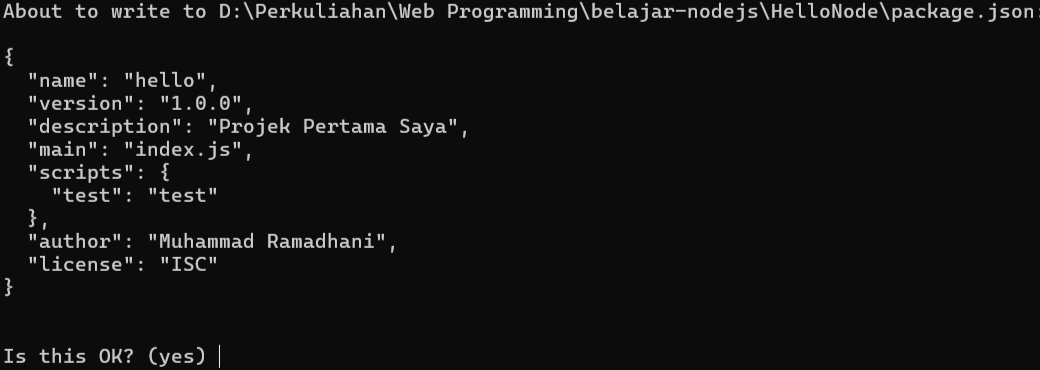 About to write to D:\Perkuliahan\Web Programming\belajar-nodejs\HelloNode\package.json:
{
  "name": "hello",
  "version": "1.0.0",
  "description": "Projek Pertama Saya",
  "main": "index.js",
  "scripts": {
    "test": "test"
  },
  "author": "Muhammad Ramadhani",
  "license": "ISC"
}
Is this OK? (yes)